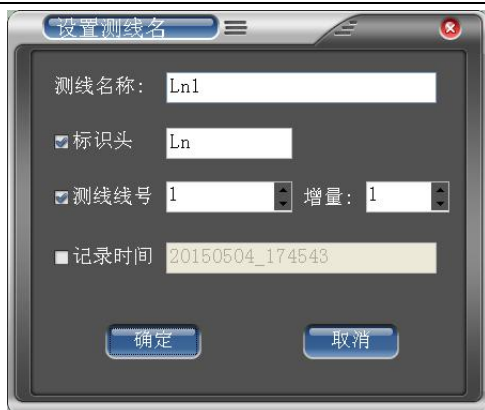 设置测线名
测线名称: Ln1
标识头 Ln
测线线号 1 增量: 1
记录时间 20150504_174543
确定 取消